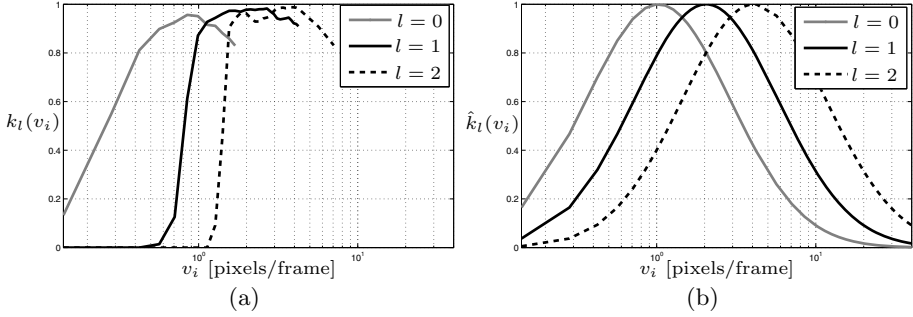 1
0.8
0.6
0.4
0.2
0
k_l(v_i)
10^0
10^1
v_i [pixels/frame]
l = 0
l = 1
l = 2
(a)
1
0.8
0.6
0.4
0.2
0
k̂_l(v_i)
10^0
10^1
v_i [pixels/frame]
l = 0
l = 1
l = 2
(b)